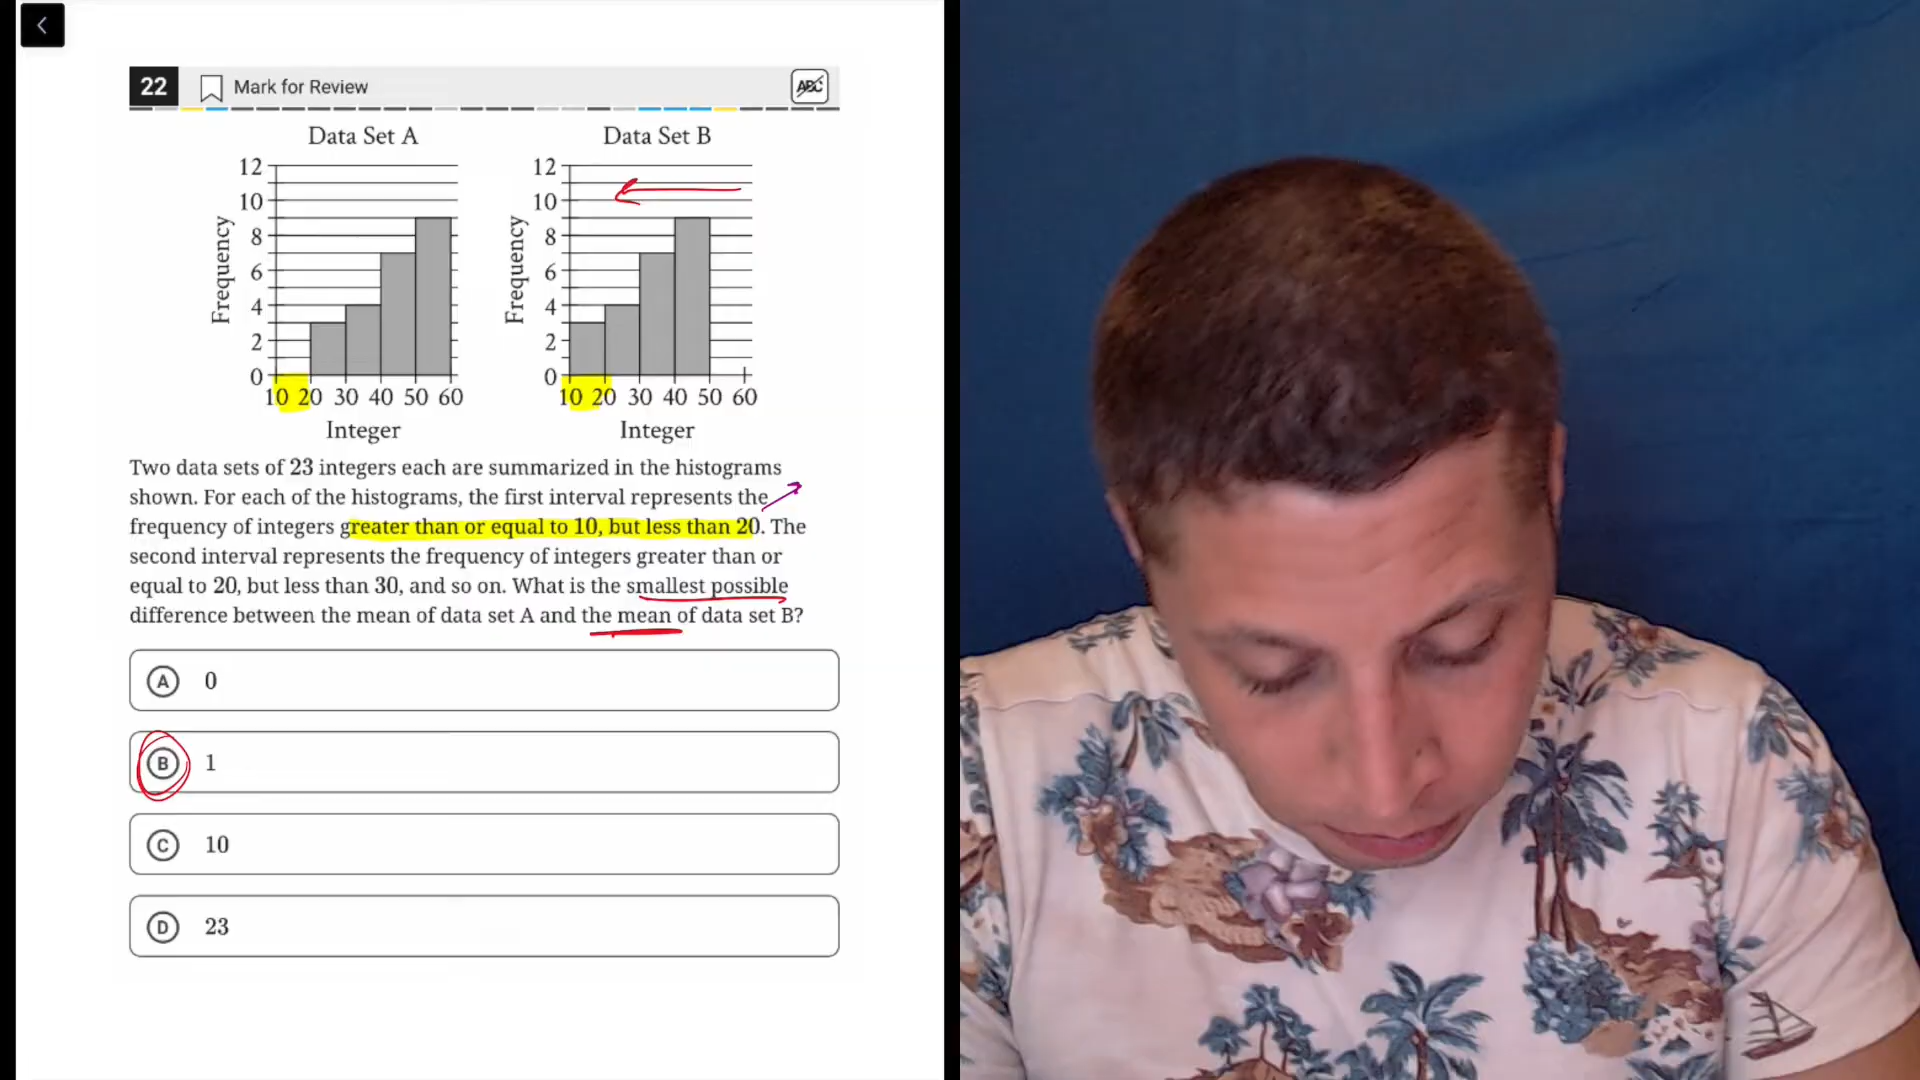 22 Mark for Review ABC
Data Set A
12
10
8
6
4
2
0
Frequency
10 20 30 40 50 60
Integer
Data Set B
12
10
8
6
4
2
0
Frequency
10 20 30 40 50 60
Integer
Two data sets of 23 integers each are summarized in the histograms
shown. For each of the histograms, the first interval represents the
frequency of integers greater than or equal to 10, but less than 20. The
second interval represents the frequency of integers greater than or
equal to 20, but less than 30, and so on. What is the smallest possible
difference between the mean of data set A and the mean of data set B?
A 0
B 1
C 10
D 23